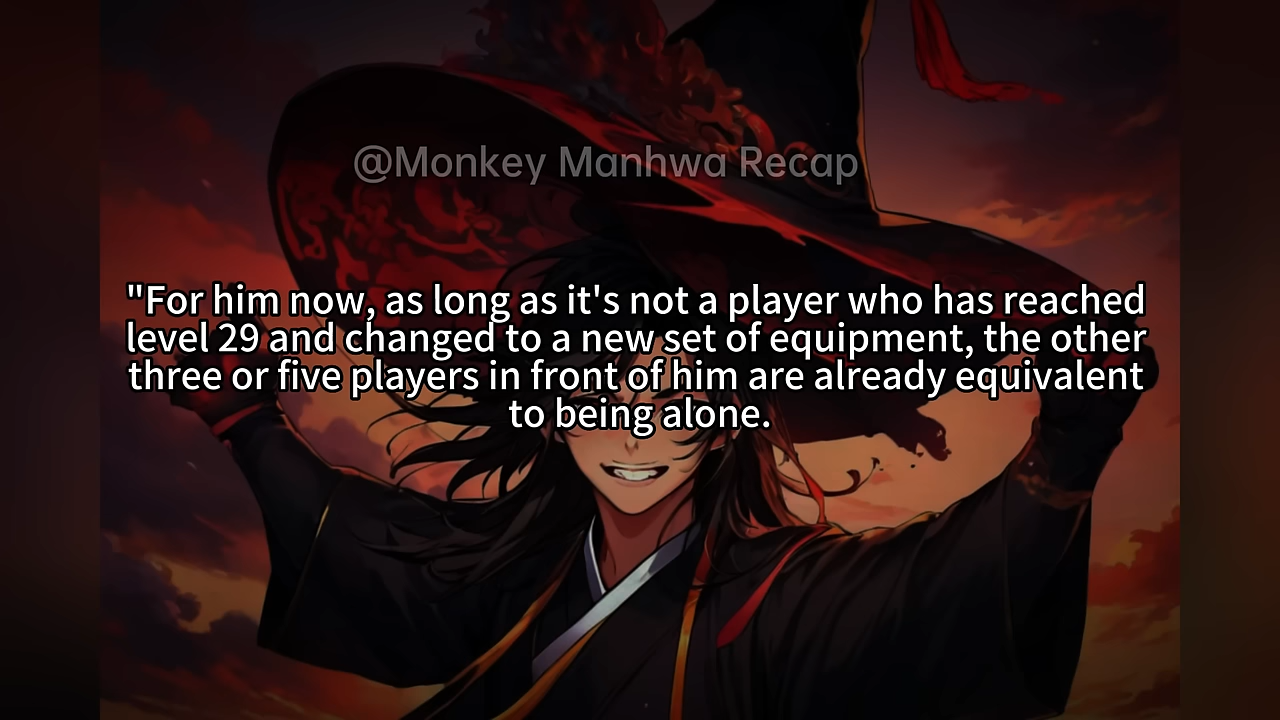 @Monkey Manhwa Recap
"For him now, as long as it's not a player who has reached
level 29 and changed to a new set of equipment, the other
three or five players in front of him are already equivalent
to being alone.